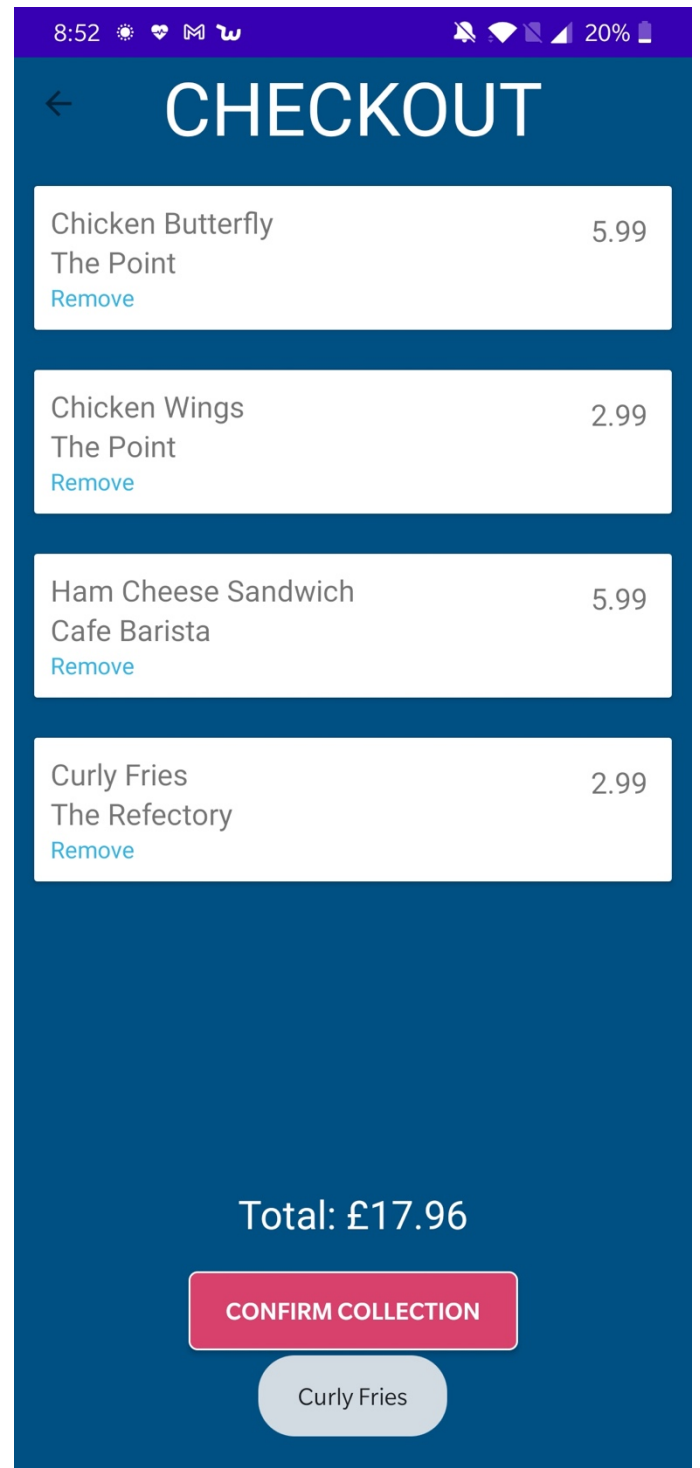 8:52 20%
CHECKOUT
Chicken Butterfly 5.99
The Point
Remove
Chicken Wings 2.99
The Point
Remove
Ham Cheese Sandwich 5.99
Cafe Barista
Remove
Curly Fries 2.99
The Refectory
Remove
Total: £17.96
CONFIRM COLLECTION
Curly Fries